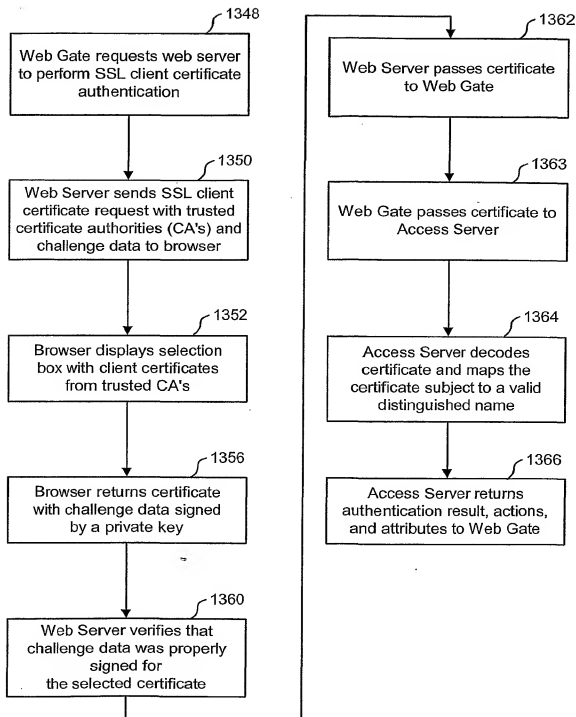 1348
Web Gate requests web server
to perform SSL client certificate
authentication
1350
Web Server sends SSL client
certificate request with trusted
certificate authorities (CA's) and
challenge data to browser
1352
Browser displays selection
box with client certificates
from trusted CA's
1356
Browser returns certificate
with challenge data signed
by a private key
1360
Web Server verifies that
challenge data was properly
signed for
the selected certificate
1362
Web Server passes certificate
to Web Gate
1363
Web Gate passes certificate to
Access Server
1364
Access Server decodes
certificate and maps the
certificate subject to a valid
distinguished name
1366
Access Server returns
authentication result, actions,
and attributes to Web Gate